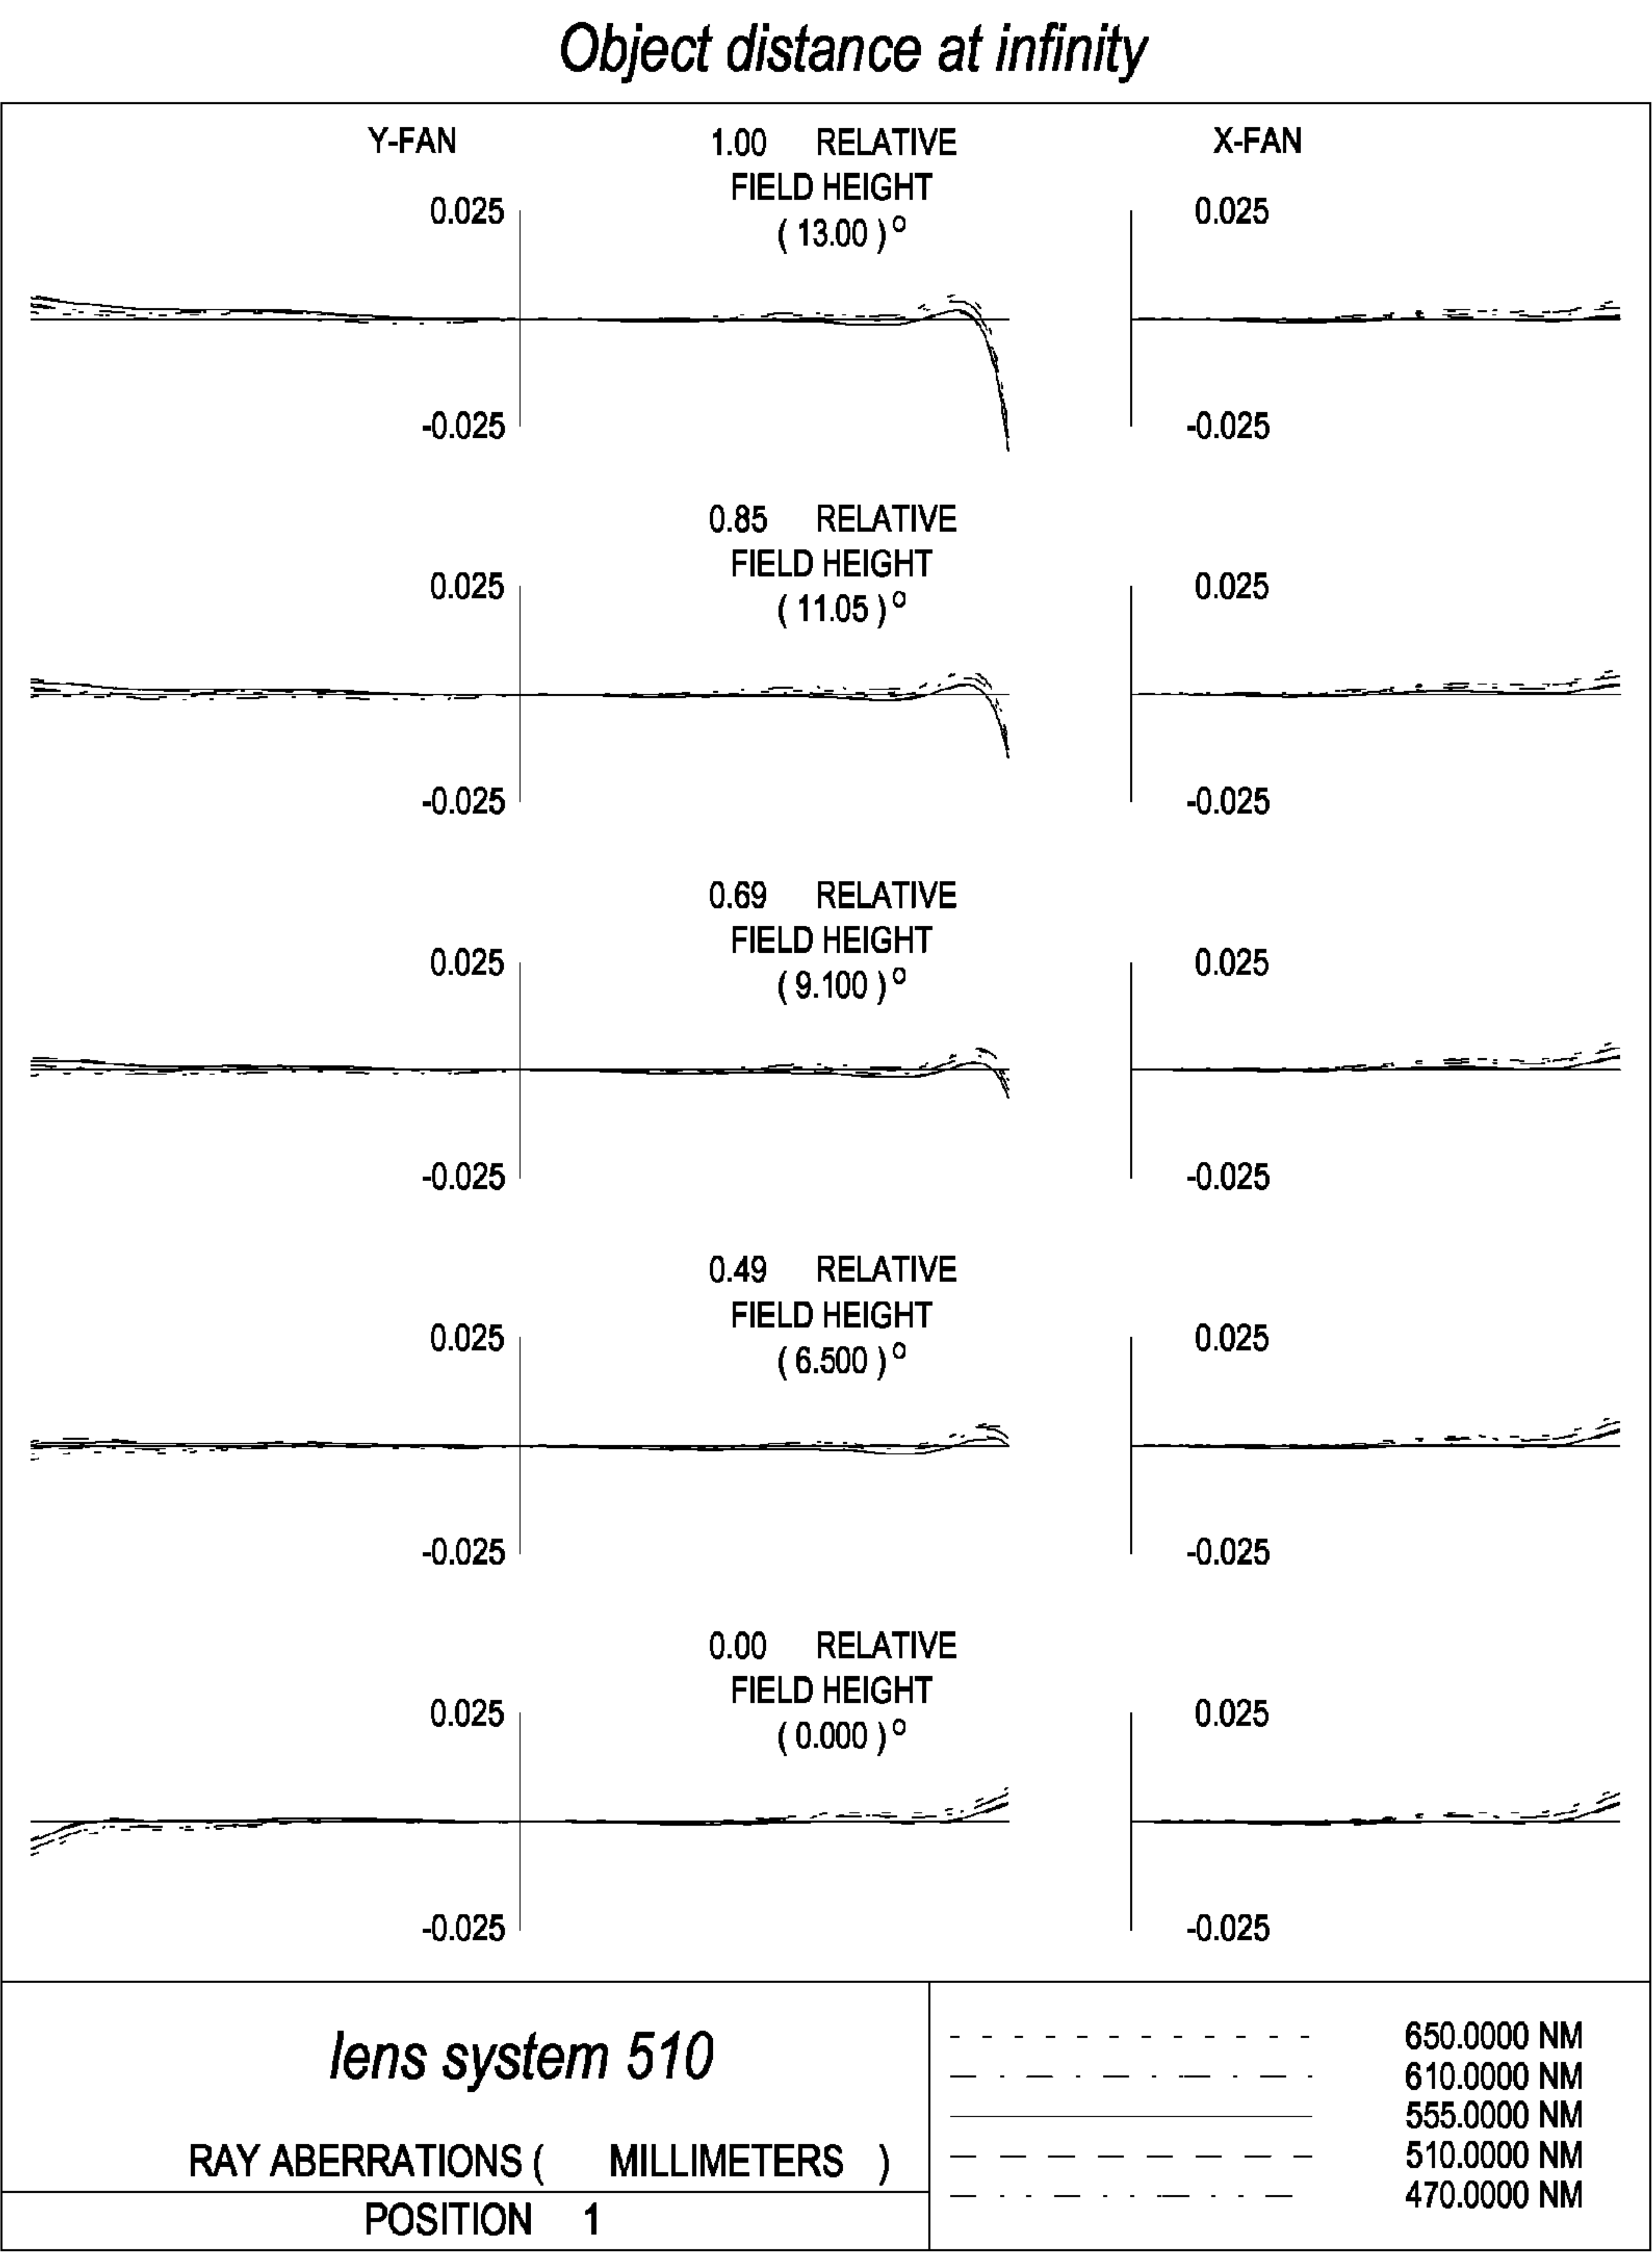 Object distance at infinity
Y-FAN 1.00 RELATIVE X-FAN
FIELD HEIGHT
0.025 ( 13.00 ) O 0.025
-0.025 -0.025
0.85 RELATIVE
FIELD HEIGHT
0.025 ( 11.05 ) O 0.025
-0.025 -0.025
0.69 RELATIVE
FIELD HEIGHT
0.025 ( 9.100 ) O 0.025
-0.025 -0.025
0.49 RELATIVE
FIELD HEIGHT
0.025 ( 6.500 ) O 0.025
-0.025 -0.025
0.00 RELATIVE
FIELD HEIGHT
0.025 ( 0.000 ) O 0.025
-0.025 -0.025
lens system 510
RAY ABERRATIONS ( MILLIMETERS )
POSITION 1
650.0000 NM
610.0000 NM
555.0000 NM
510.0000 NM
470.0000 NM